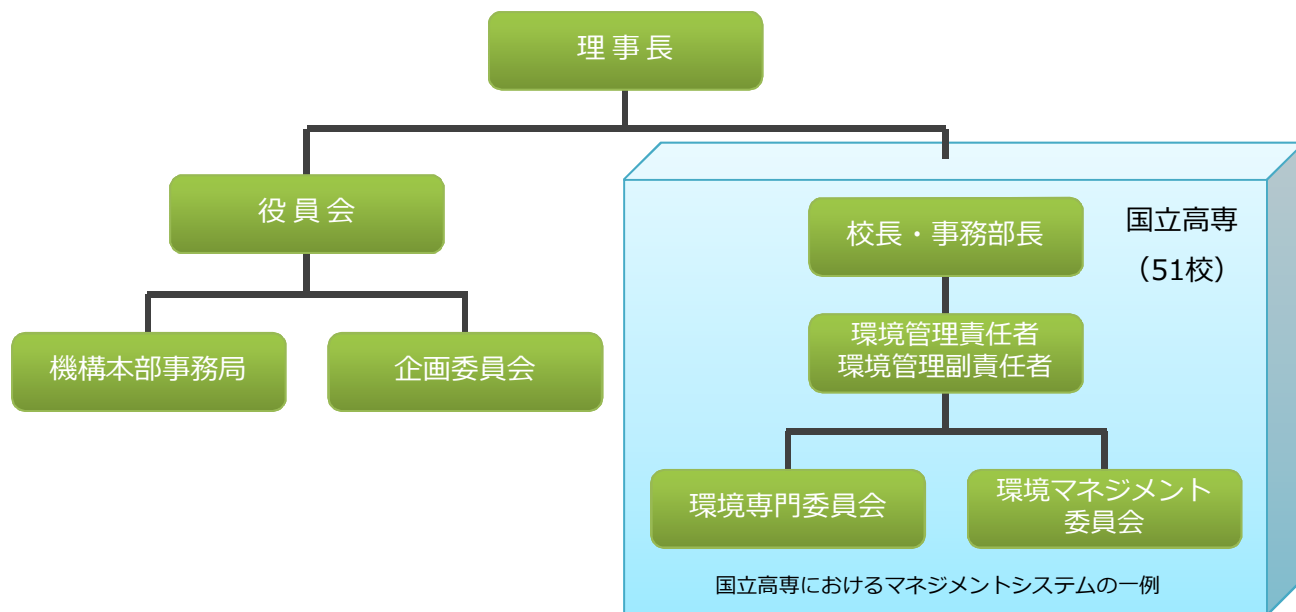 理事長
役員会
機構本部事務局
企画委員会
国立高専
（51校）
校長・事務部長
環境管理責任者
環境管理副責任者
環境専門委員会
環境マネジメント
委員会
国立高専におけるマネジメントシステムの一例